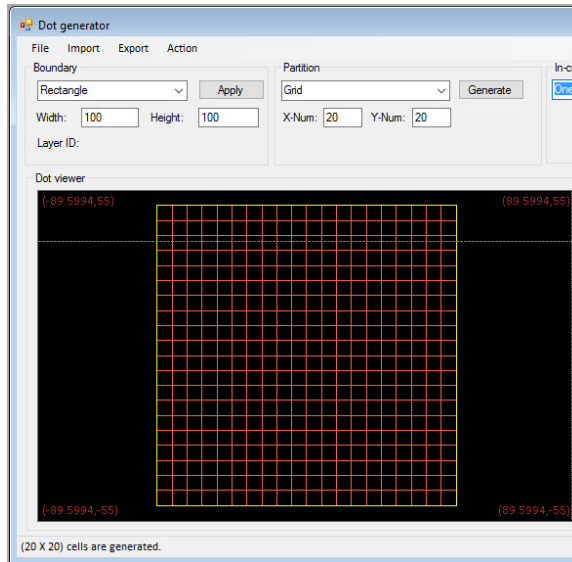 Dot generator
File Import Export Action
Boundary
Rectangle Apply
Width: 100 Height: 100
Layer ID:
Partition
Grid Generate
X-Num: 20 Y-Num: 20
In-c
One
Dot viewer
(-89.5994,55) (89.5994,55)
(-89.5994,-55) (89.5994,-55)
(20 X 20) cells are generated.